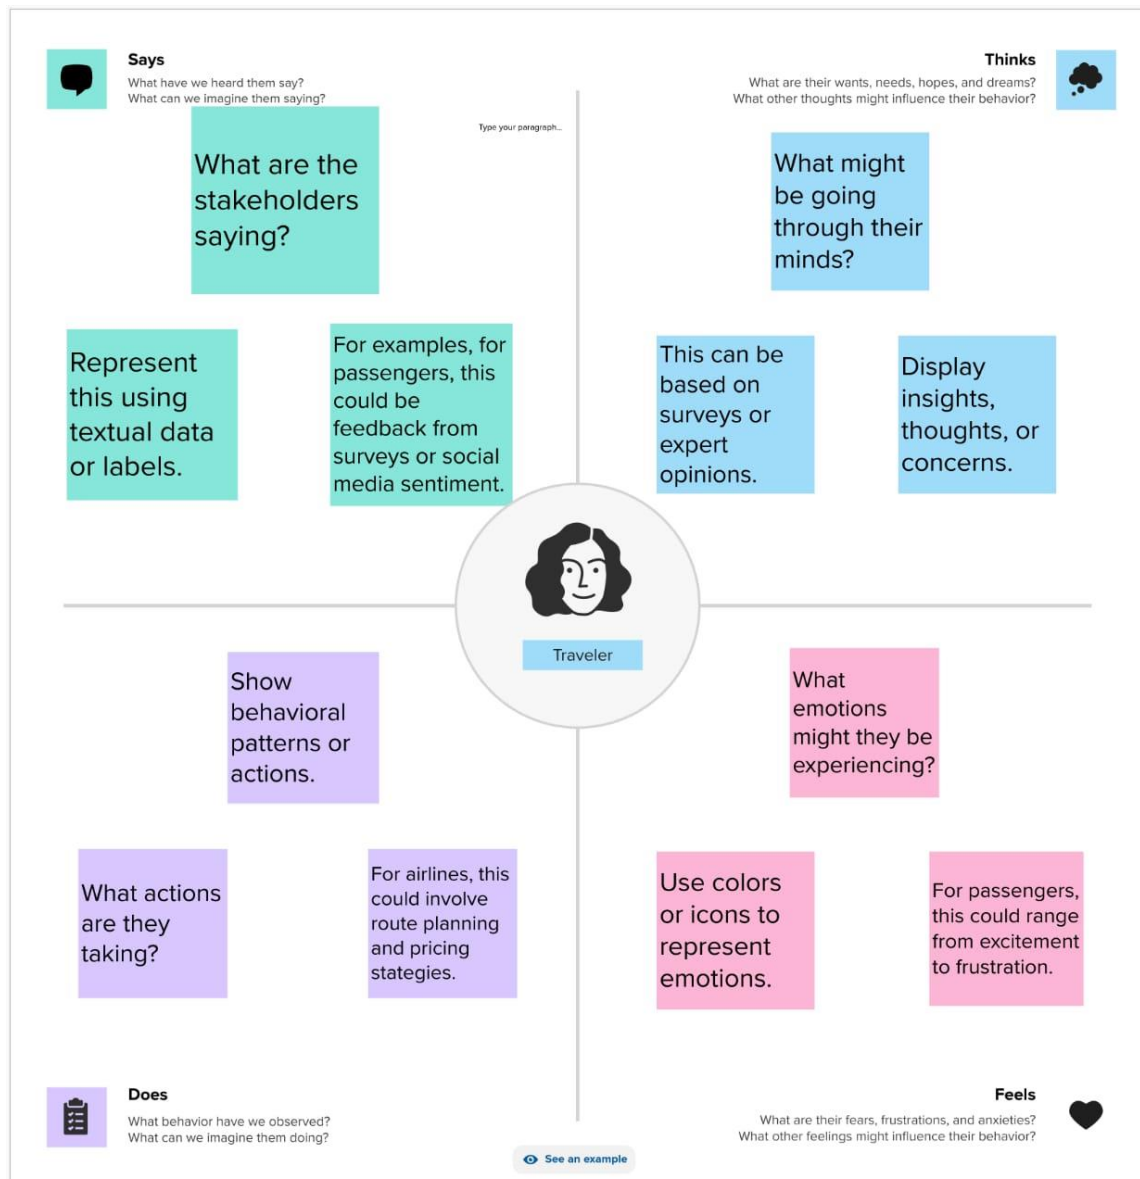 Says
What have we heard them say?
What can we imagine them saying?
Type your paragraph...
What are the
stakeholders
saying?
Represent
this using
textual data
or labels.
For examples, for
passengers, this
could be
feedback from
surveys or social
media sentiment.
Thinks
What are their wants, needs, hopes, and dreams?
What other thoughts might influence their behavior?
What might
be going
through their
minds?
This can be
based on
surveys or
expert
opinions.
Display
insights,
thoughts, or
concerns.
Traveler
Show
behavioral
patterns or
actions.
What actions
are they
taking?
For airlines, this
could involve
route planning
and pricing
stategies.
Does
What behavior have we observed?
What can we imagine them doing?
What
emotions
might they be
experiencing?
Use colors
or icons to
represent
emotions.
For passengers,
this could range
from excitement
to frustration.
Feels
What are their fears, frustrations, and anxieties?
What other feelings might influence their behavior?
See an example